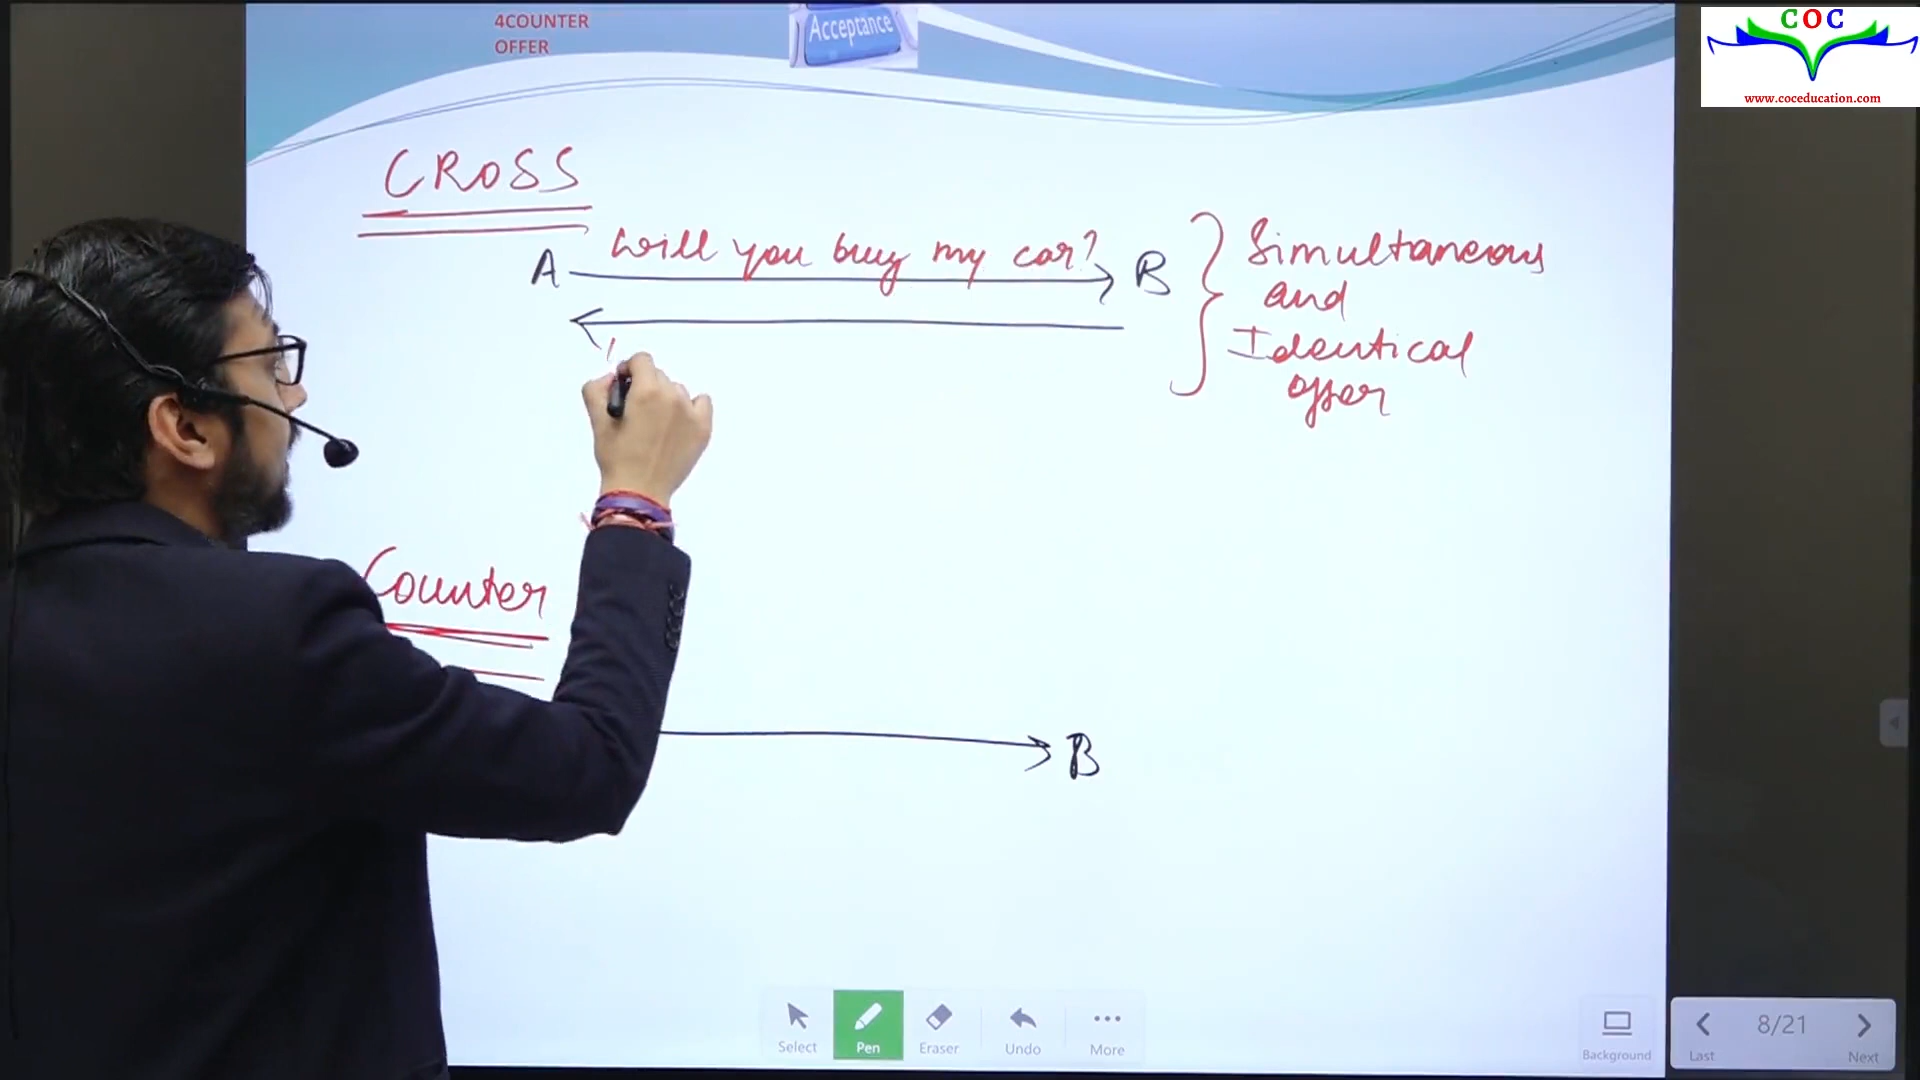 4COUNTER
OFFER
Acceptance
COC
www.coceducation.com
CROSS
A Will you buy my car? B
Simultaneous
and
Identical
offer
Counter
B
Select
Pen
Eraser
Undo
More
Background
8/21
Last
Next